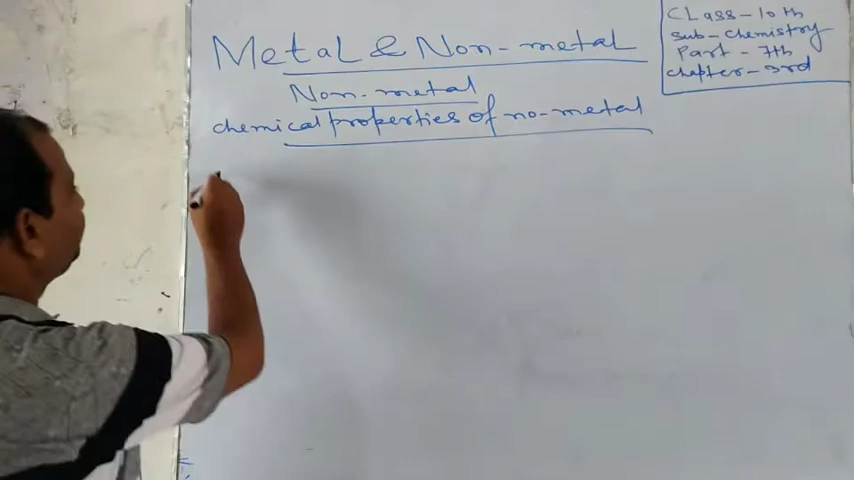 Metal & Non-metal
Non-metal
chemical properties of no-metal
CLass-10th
Sub-Chemistry
Part-7th
chapter-3rd